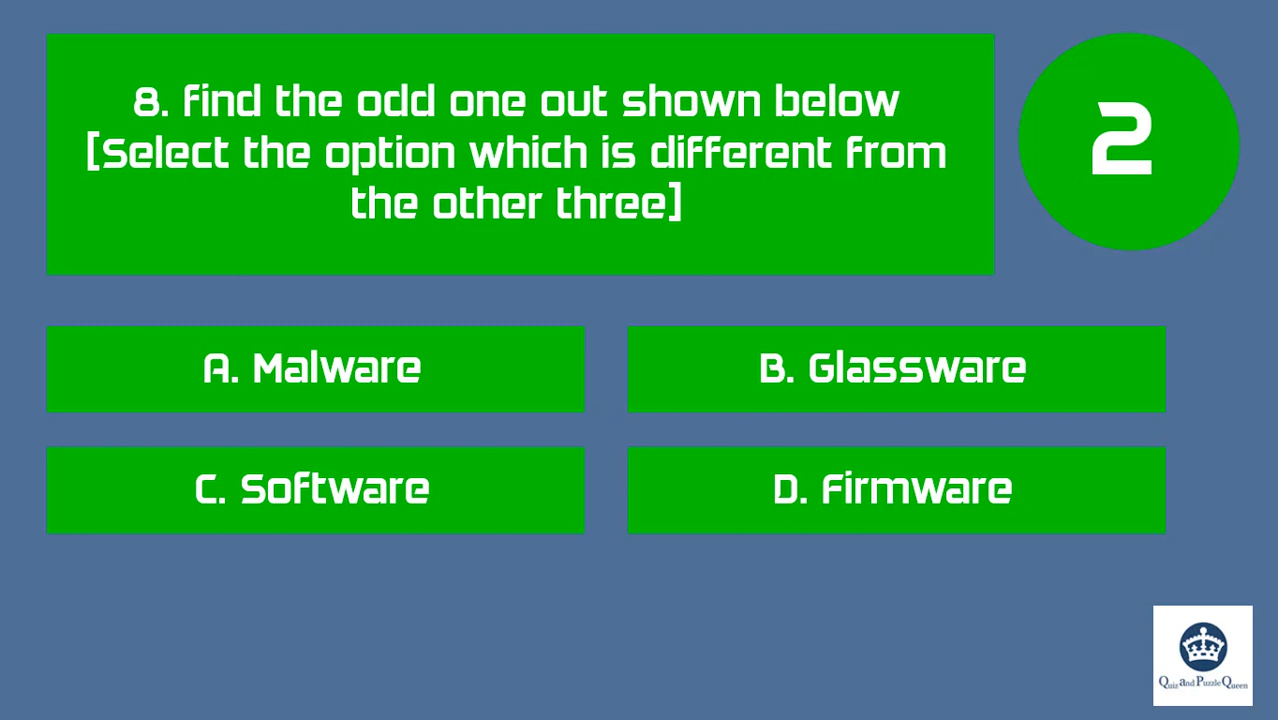 8. Find the odd one out shown below
[Select the option which is different from
the other three]
2
A. Malware
B. Glassware
C. Software
D. Firmware
Quiz and Puzzle Queen